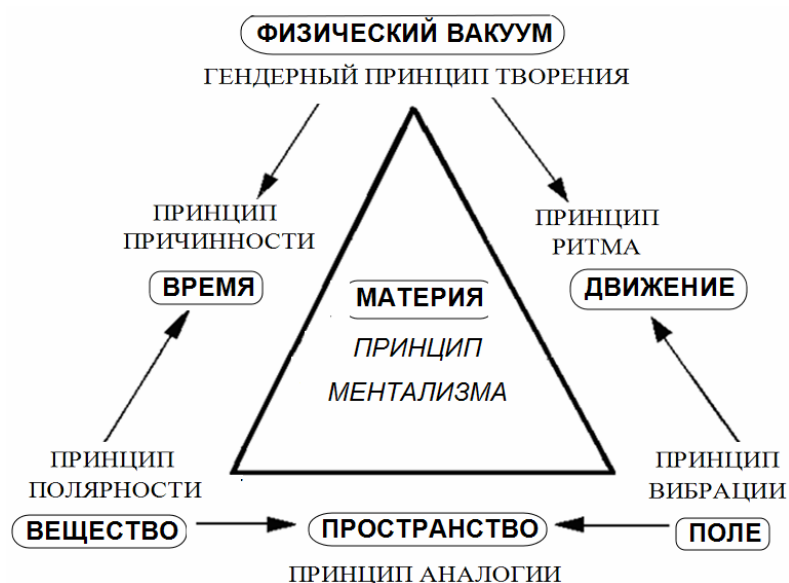 ФИЗИЧЕСКИЙ ВАКУУМ
ГЕНДЕРНЫЙ ПРИНЦИП ТВОРЕНИЯ
ПРИНЦИП
ПРИЧИННОСТИ
ВРЕМЯ
ПРИНЦИП
РИТМА
ДВИЖЕНИЕ
МАТЕРИЯ
ПРИНЦИП
МЕНТАЛИЗМА
ПРИНЦИП
ПОЛЯРНОСТИ
ВЕЩЕСТВО
ПРОСТРАНСТВО
ПРИНЦИП АНАЛОГИИ
ПРИНЦИП
ВИБРАЦИИ
ПОЛЕ